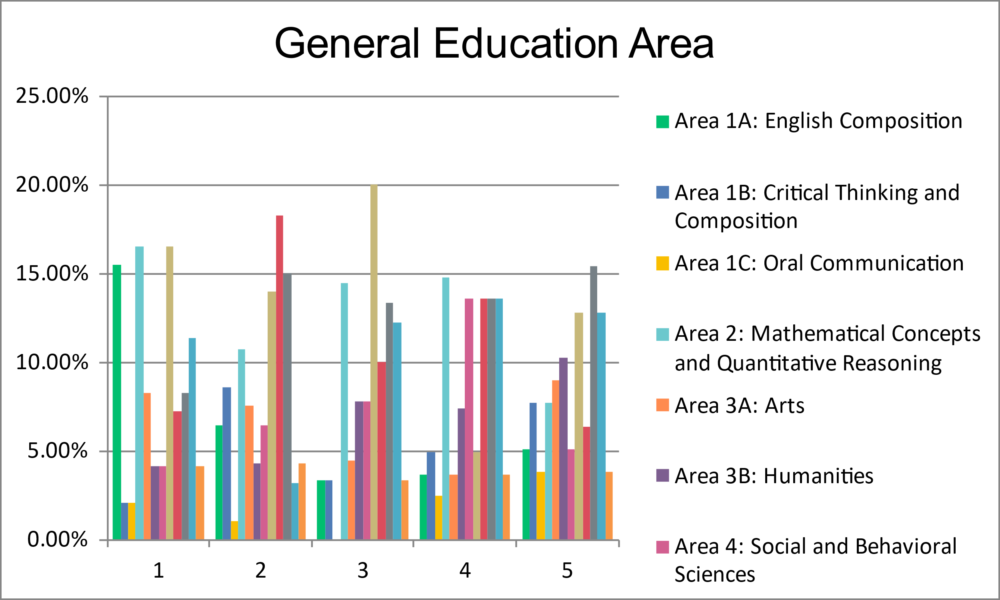 General Education Area
25.00%
20.00%
15.00%
10.00%
5.00%
0.00%
1
2
3
4
5
Area 1A: English Composition
Area 1B: Critical Thinking and
Composition
Area 1C: Oral Communication
Area 2: Mathematical Concepts
and Quantitative Reasoning
Area 3A: Arts
Area 3B: Humanities
Area 4: Social and Behavioral
Sciences